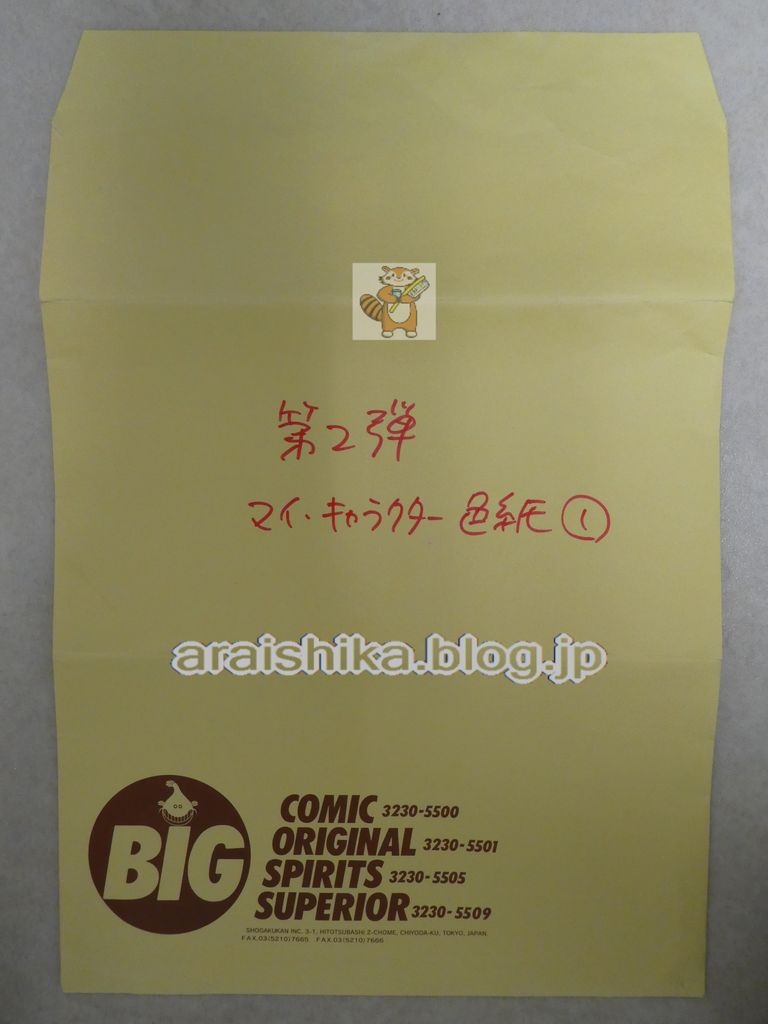 第2弾
マイ・キャラクター色紙①
araishika.blog.jp
BIG
COMIC 3230-5500
ORIGINAL 3230-5501
SPIRITS 3230-5505
SUPERIOR 3230-5509
SHOGAKUKAN INC. 3-1, HITOTSUBASHI 2-CHOME, CHIYODA-KU, TOKYO, JAPAN.
FAX.03(5210)7665 FAX.03(5210)7666